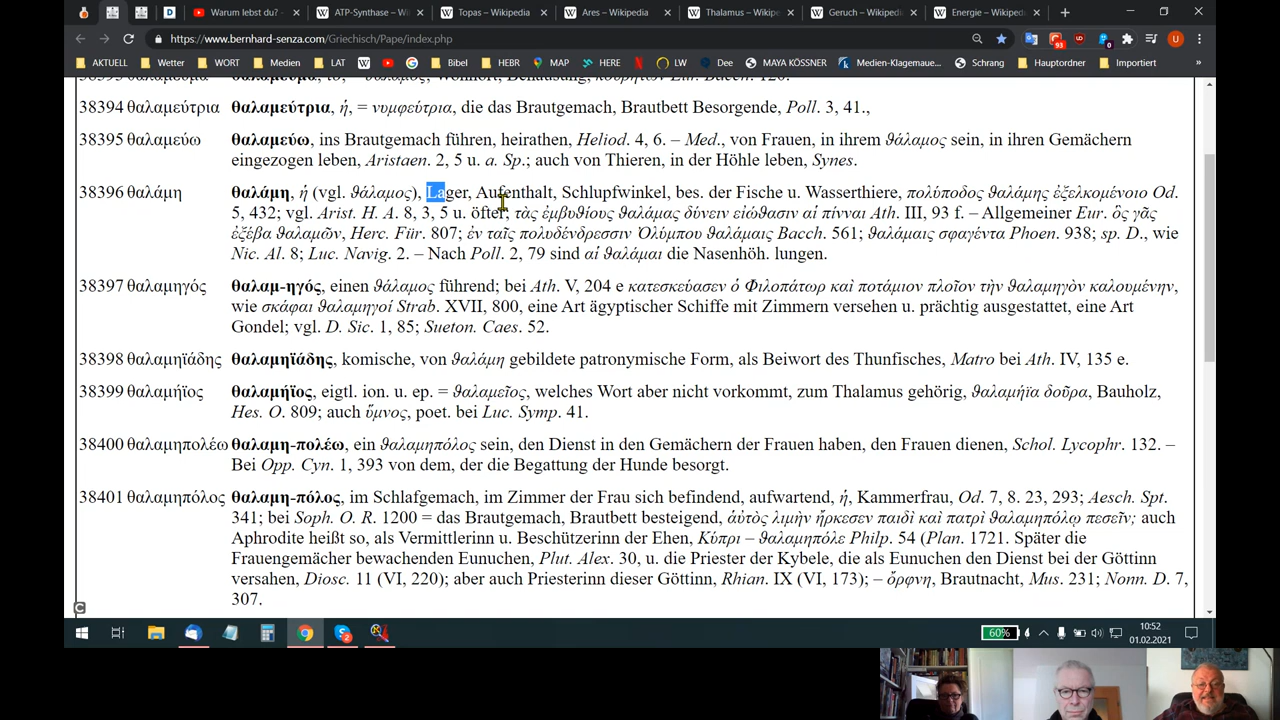 Warum lebst du? -
ATP-Synthase – Wi
Topas – Wikipedia
Ares – Wikipedia
Thalamus – Wikipe
Geruch – Wikipedi
Energie – Wikipedi
https://www.bernhard-senza.com/Griechisch/Pape/index.php
AKTUELL Wetter WORT Medien LAT Bibel HEBR MAP HERE LW Dee MAYA KÖSSNER Medien-Klagemaue... Schrang Hauptordner Importiert
38394 θαλαμεύτρια θαλαμεύτρια, ἡ, = νυμφεύτρια, die das Brautgemach, Brautbett Besorgende, Poll. 3, 41.,
38395 θαλαμεύω θαλαμεύω, ins Brautgemach führen, heirathen, Heliod. 4, 6. – Med., von Frauen, in ihrem θάλαμος sein, in ihren Gemächern
eingezogen leben, Aristaen. 2, 5 u. a. Sp.; auch von Thieren, in der Höhle leben, Synes.
38396 θαλάμη θαλάμη, ἡ (vgl. θάλαμος), Lager, Aufenthalt, Schlupfwinkel, bes. der Fische u. Wasserthiere, πολύποδος θαλάμης ἐξελκομένοιο Od.
5, 432; vgl. Arist. H. A. 8, 3, 5 u. öfter; τὰς ἐμβυθίους θαλάμας δύνειν εἰώθασιν αἱ πίνναι Ath. III, 93 f. – Allgemeiner Eur. ὃς γᾶς
ἐξέβα θαλαμῶν, Herc. Für. 807; ἐν ταῖς πολυδένδρεσσιν Ὀλύμπου θαλάμαις Bacch. 561; θαλάμαις σφαγέντα Phoen. 938; sp. D., wie
Nic. Al. 8; Luc. Navig. 2. – Nach Poll. 2, 79 sind αἱ θαλάμαι die Nasenhöh. lungen.
38397 θαλαμηγός θαλαμ-ηγός, einen θάλαμος führend; bei Ath. V, 204 e κατεσκεύασεν ὁ Φιλοπάτωρ καὶ ποτάμιον πλοῖον τὴν θαλαμηγὸν καλουμένην,
wie σκάφαι θαλαμηγοί Strab. XVII, 800, eine Art ägyptischer Schiffe mit Zimmern versehen u. prächtig ausgestattet, eine Art
Gondel; vgl. D. Sic. 1, 85; Sueton. Caes. 52.
38398 θαλαμηϊάδης θαλαμηϊάδης, komische, von θαλάμη gebildete patronymische Form, als Beiwort des Thunfisches, Matro bei Ath. IV, 135 e.
38399 θαλαμήϊος θαλαμήϊος, eigtl. ion. u. ep. = θαλαμεῖος, welches Wort aber nicht vorkommt, zum Thalamus gehörig, θαλαμήϊα δοῦρα, Bauholz,
Hes. O. 809; auch ὕμνος, poet. bei Luc. Symp. 41.
38400 θαλαμηπολέω θαλαμη-πολέω, ein θαλαμηπόλος sein, den Dienst in den Gemächern der Frauen haben, den Frauen dienen, Schol. Lycophr. 132. –
Bei Opp. Cyn. 1, 393 von dem, der die Begattung der Hunde besorgt.
38401 θαλαμηπόλος θαλαμη-πόλος, im Schlafgemach, im Zimmer der Frau sich befindend, aufwartend, ἡ, Kammerfrau, Od. 7, 8. 23, 293; Aesch. Spt.
341; bei Soph. O. R. 1200 = das Brautgemach, Brautbett besteigend, αὑτὸς λιμὴν ἤρκεσεν παιδὶ καὶ πατρὶ θαλαμηπόλῳ πεσεῖν; auch
Aphrodite heißt so, als Vermittlerinn u. Beschützerinn der Ehen, Κύπρι – θαλαμηπόλε Philp. 54 (Plan. 1721. Später die
Frauengemächer bewachenden Eunuchen, Plut. Alex. 30, u. die Priester der Kybele, die als Eunuchen den Dienst bei der Göttinn
versahen, Diosc. 11 (VI, 220); aber auch Priesterinn dieser Göttinn, Rhian. IX (VI, 173); – ὄρφνη, Brautnacht, Mus. 231; Nonn. D. 7,
307.
60%
10:52
01.02.2021